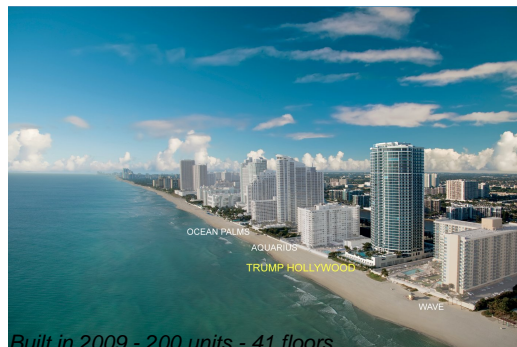 OCEAN PALMS
AQUARIUS
TRUMP HOLLYWOOD
WAVE
Built in 2009 - 200 units - 41 floors